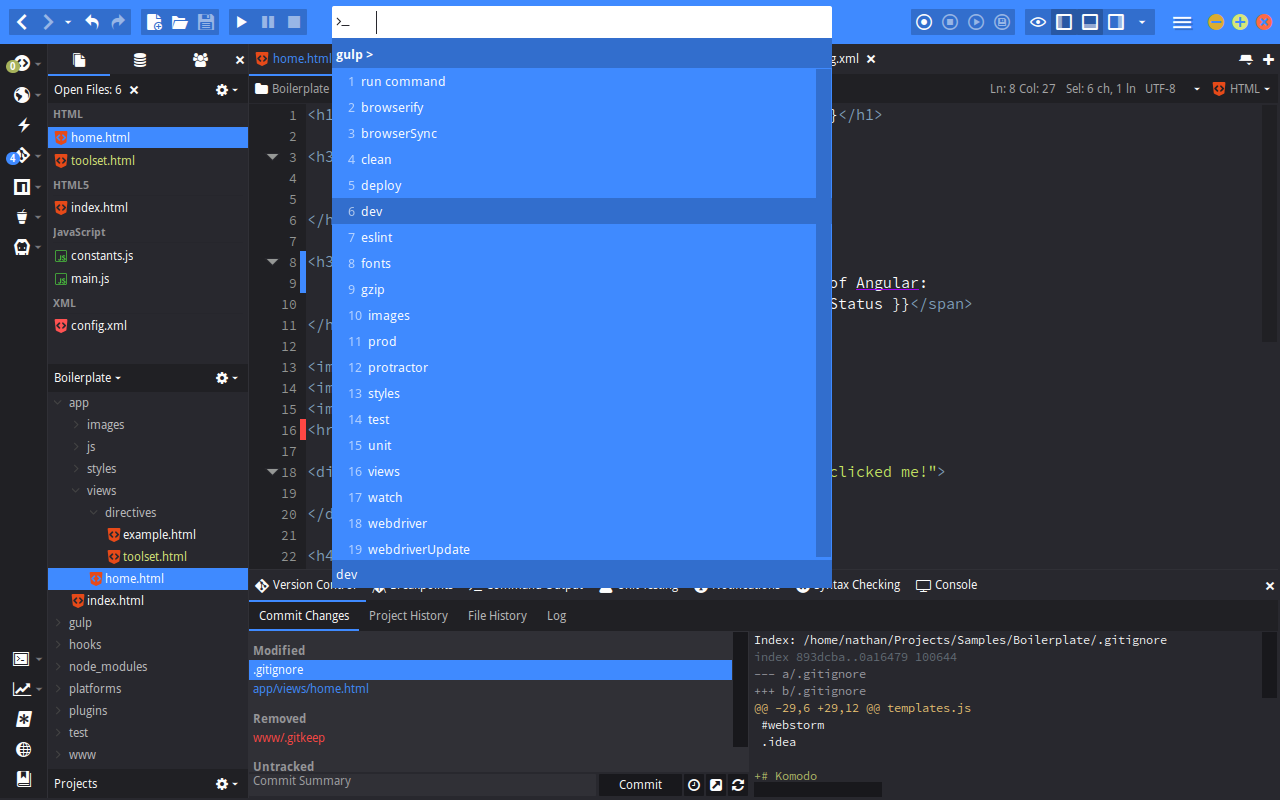 >_
gulp >
1 run command
2 browserify
3 browserSync
4 clean
5 deploy
6 dev
7 eslint
8 fonts
9 gzip
10 images
11 prod
12 protractor
13 styles
14 test
15 unit
16 views
17 watch
18 webdriver
19 webdriverUpdate
dev
0
4
Open Files: 6
HTML
home.html
toolset.html
HTML5
index.html
JavaScript
constants.js
main.js
XML
config.xml
Boilerplate
app
images
js
styles
views
directives
example.html
toolset.html
home.html
index.html
gulp
hooks
node_modules
platforms
plugins
test
www
Projects
home.html
g.xml
Boilerplate
Ln: 8 Col: 27 Sel: 6 ch, 1 ln UTF-8 HTML
1 <h1 }</h1>
2
3 <h3
4
5
6 </h
7
8 <h3
9 of Angular:
10 Status }}</span>
11 </h
12
13 <im
14 <im
15 <im
16 <hr
17
18 <di clicked me!">
19
20 </d
21
22 <h4
Version Control Breakpoints Command Output Unit Testing Notifications Syntax Checking Console
Commit Changes Project History File History Log
Modified
.gitignore
app/views/home.html
Removed
www/.gitkeep
Untracked
Commit Summary
Commit
Index: /home/nathan/Projects/Samples/Boilerplate/.gitignore
index 893dcba..0a16479 100644
--- a/.gitignore
+++ b/.gitignore
@@ -29,6 +29,12 @@ templates.js
#webstorm
.idea
+# Komodo